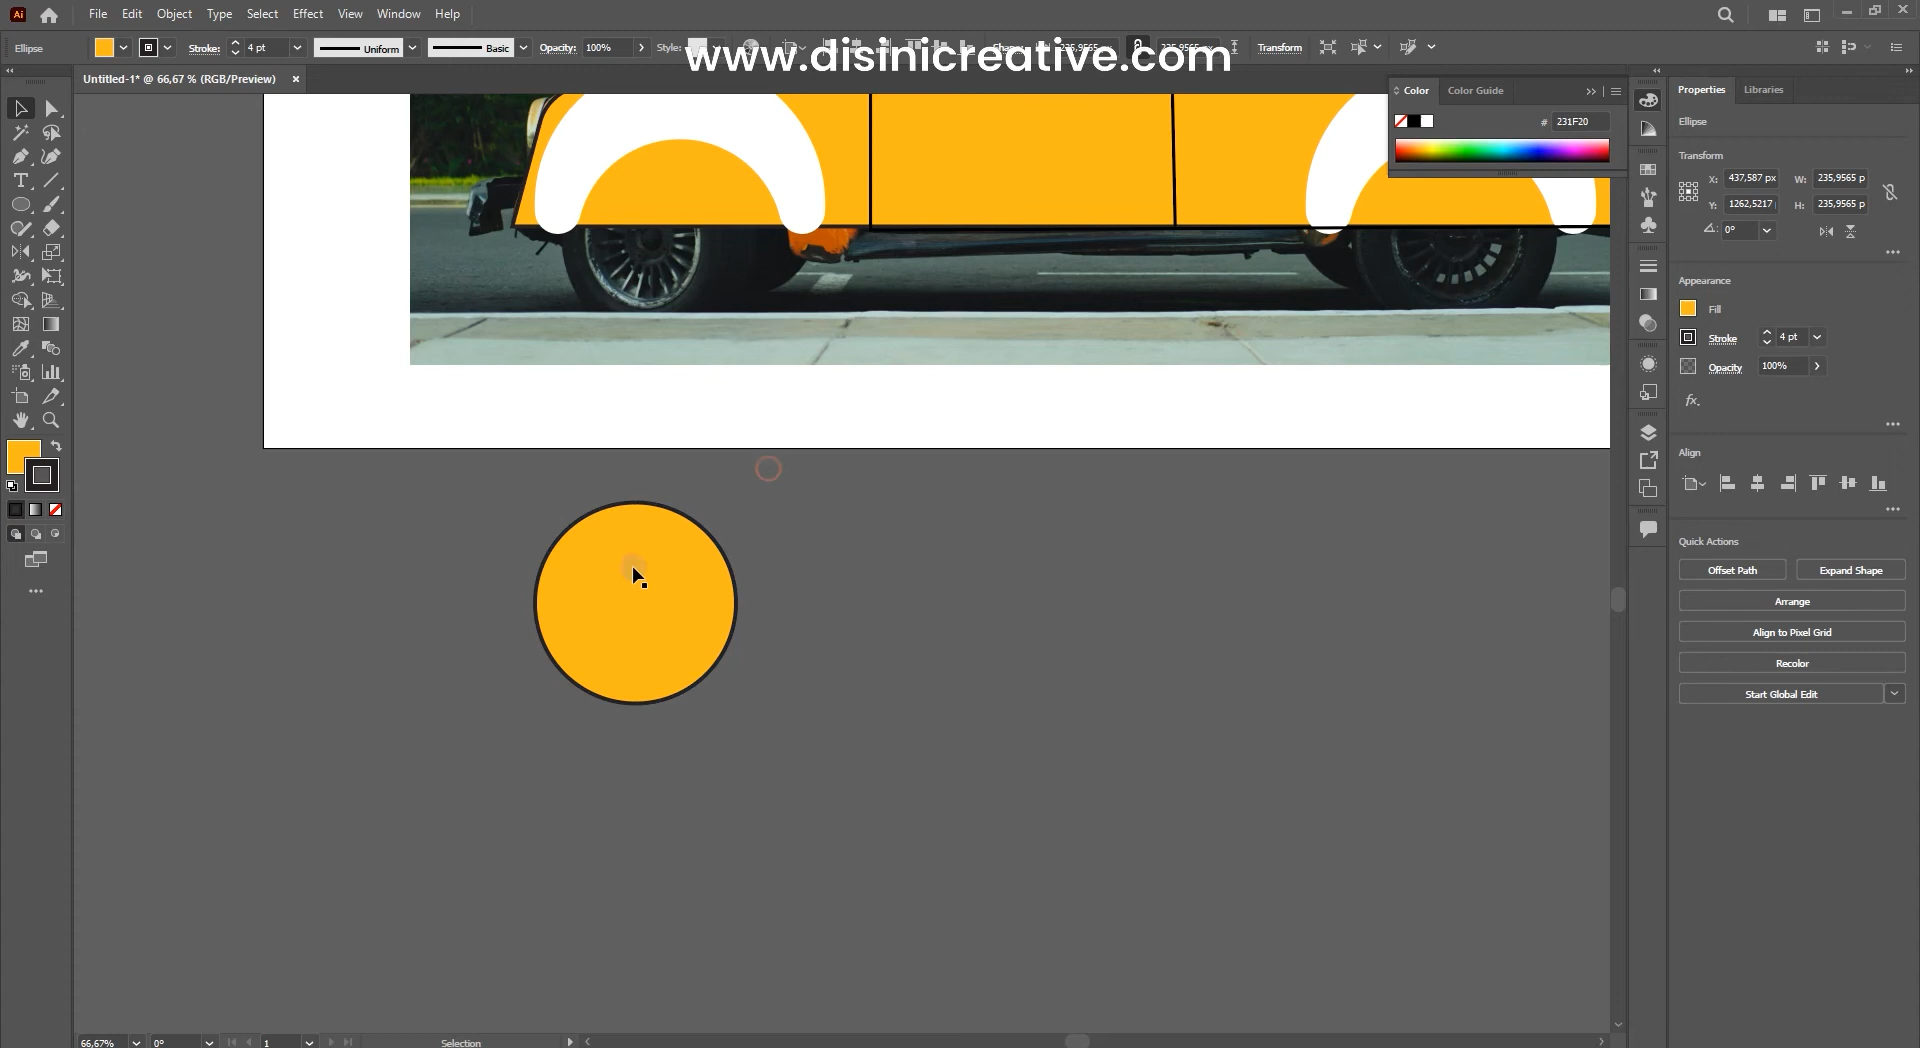 Ai File Edit Object Type Select Effect View Window Help
Ellipse Stroke: 4 pt Uniform Basic Opacity: 100% Style: Transform
www.disinicreative.com
Untitled-1* @ 66,67 % (RGB/Preview) ×
Color Color Guide
# 231F20
Properties Libraries
Ellipse
Transform
X: 437,587 px W: 235,9565 p
Y: 1262,5217 H: 235,9565 p
0°
Appearance
Fill
Stroke 4 pt
Opacity 100%
fx.
Align
Quick Actions
Offset Path Expand Shape
Arrange
Align to Pixel Grid
Recolor
Start Global Edit
66,67% 0° 1 Selection